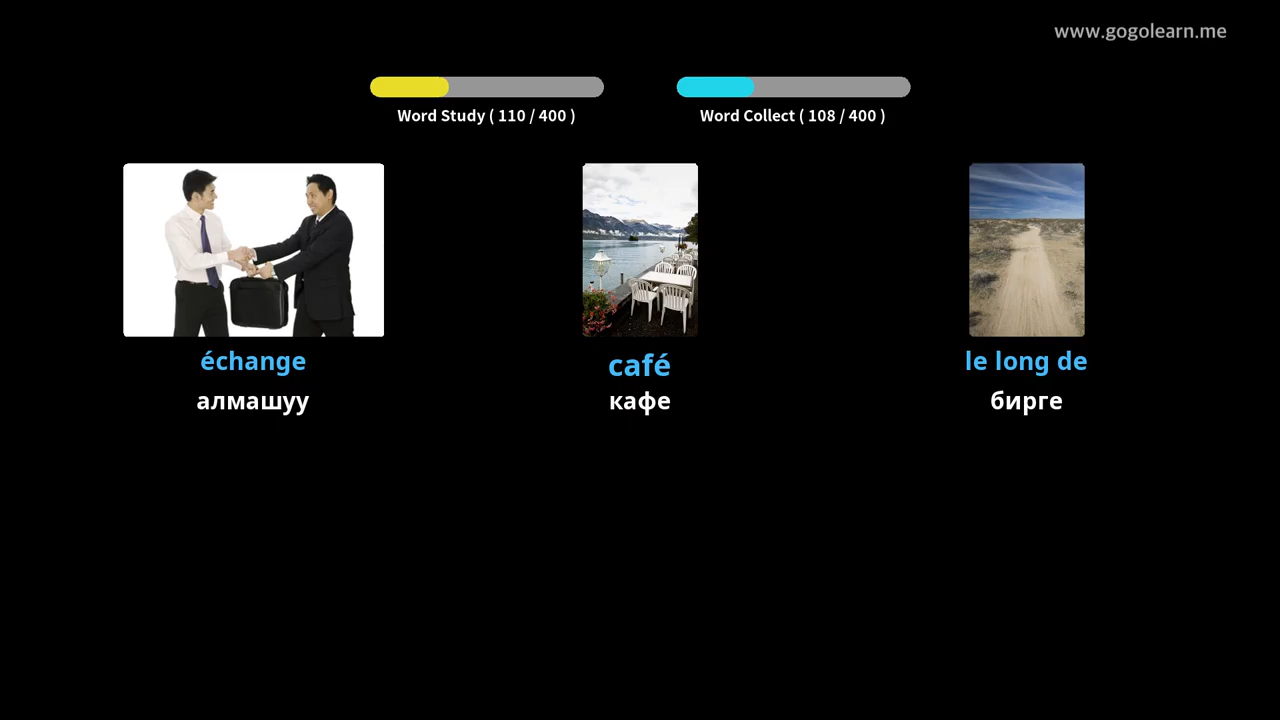 www.gogolearn.me
Word Study ( 110 / 400 )
Word Collect ( 108 / 400 )
échange
café
le long de
алмашуу
кафе
бирге